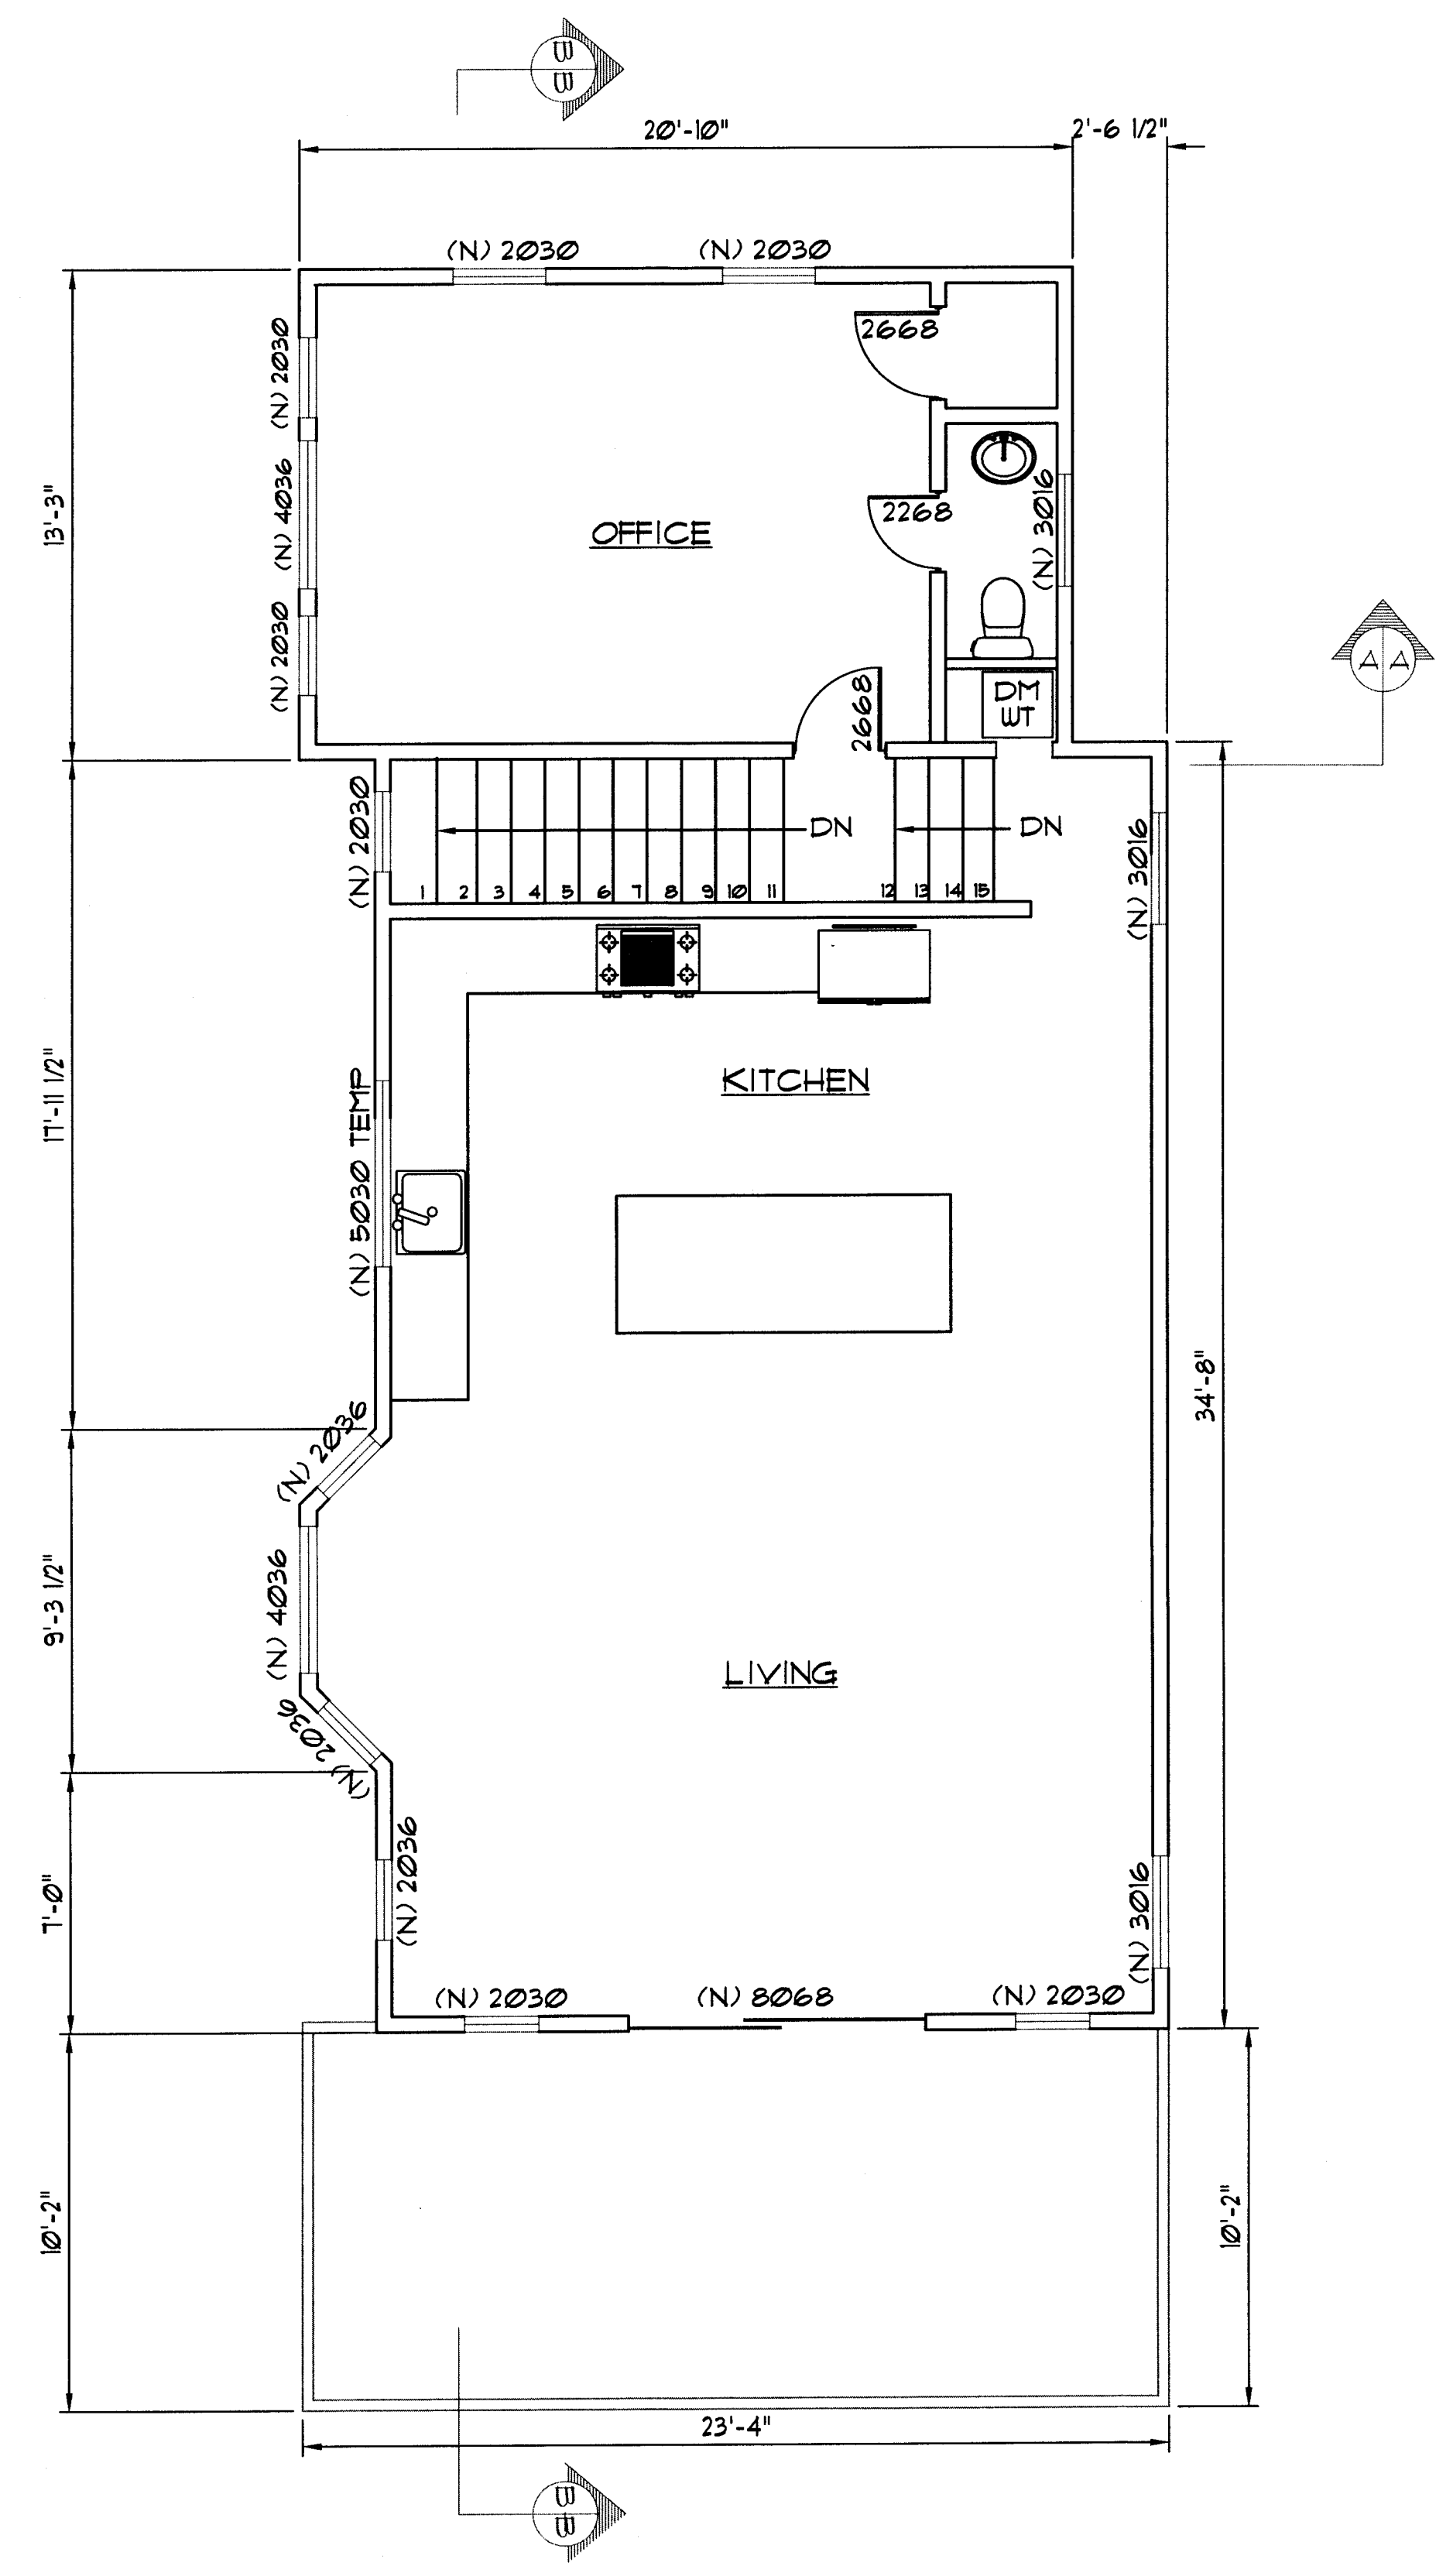 B B
20'-10"
2'-6 1/2"
(N) 2030
(N) 2030
2668
(N) 2030
(N) 4036
(N) 2030
13'-3"
OFFICE
2268
(N) 3016
A A
2668
DM
WT
(N) 2030
DN
DN
1 2 3 4 5 6 7 8 9 10 11
12 13 14 15
(N) 3016
KITCHEN
17'-11 1/2"
(N) 5030 TEMP
34'-8"
(N) 2036
(N) 4036
9'-3 1/2"
LIVING
(N) 2036
(N) 2036
7'-0"
(N) 3016
(N) 2030
(N) 8068
(N) 2030
10'-2"
10'-2"
23'-4"
B B